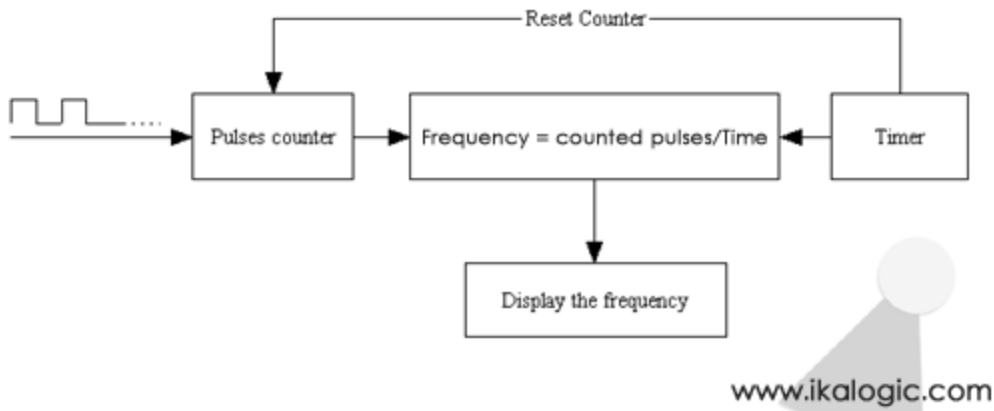 Reset Counter
Pulses counter
Frequency = counted pulses/Time
Timer
Display the frequency
www.ikalogic.com